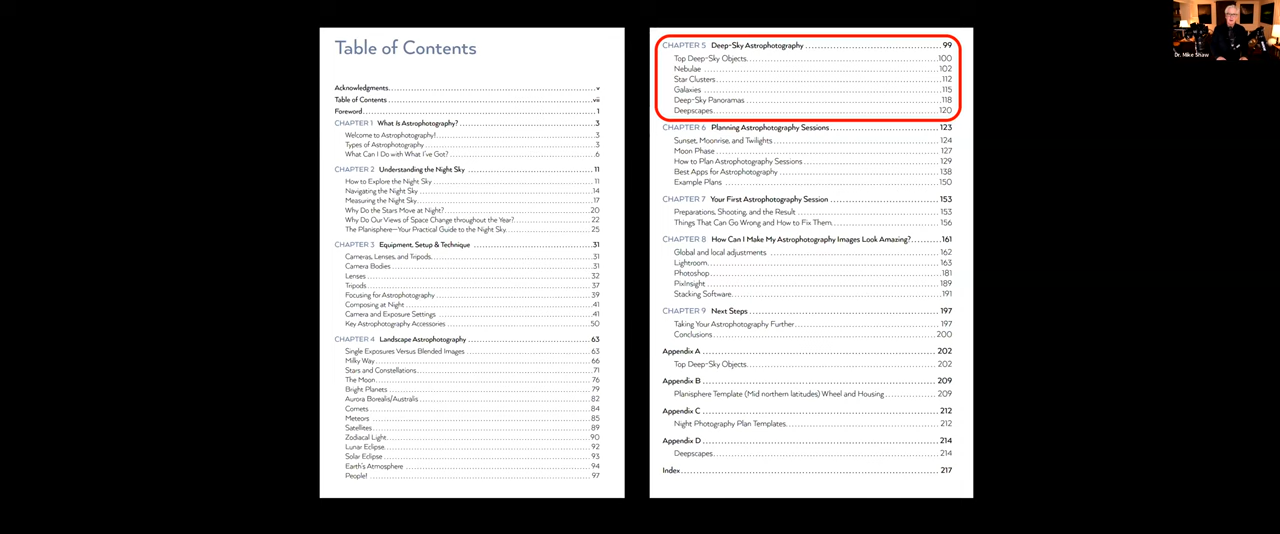 Table of Contents
Acknowledgments v
Table of Contents vii
Foreword 1
CHAPTER 1 What Is Astrophotography? 3
Welcome to Astrophotography! 3
Types of Astrophotography 3
What Can I Do with What I've Got? 6
CHAPTER 2 Understanding the Night Sky 11
How to Explore the Night Sky 11
Navigating the Night Sky 14
Measuring the Night Sky 17
Why Do the Stars Move at Night? 20
Why Do Our Views of Space Change throughout the Year? 22
The Planisphere—Your Practical Guide to the Night Sky 25
CHAPTER 3 Equipment, Setup & Technique 31
Cameras, Lenses, and Tripods 31
Camera Bodies 31
Lenses 32
Tripods 37
Focusing for Astrophotography 39
Composing at Night 41
Camera and Exposure Settings 41
Key Astrophotography Accessories 50
CHAPTER 4 Landscape Astrophotography 63
Single Exposures Versus Blended Images 63
Milky Way 66
Stars and Constellations 71
The Moon 76
Bright Planets 79
Aurora Borealis/Australis 82
Comets 84
Meteors 85
Satellites 89
Zodiacal Light 90
Lunar Eclipse 92
Solar Eclipse 93
Earth's Atmosphere 94
People! 97
CHAPTER 5 Deep-Sky Astrophotography 99
Top Deep-Sky Objects 100
Nebulae 102
Star Clusters 112
Galaxies 115
Deep-Sky Panoramas 118
Deepscapes 120
CHAPTER 6 Planning Astrophotography Sessions 123
Sunset, Moonrise, and Twilights 124
Moon Phase 127
How to Plan Astrophotography Sessions 129
Best Apps for Astrophotography 138
Example Plans 150
CHAPTER 7 Your First Astrophotography Session 153
Preparations, Shooting, and the Result 153
Things That Can Go Wrong and How to Fix Them 156
CHAPTER 8 How Can I Make My Astrophotography Images Look Amazing? 161
Global and local adjustments 162
Lightroom 163
Photoshop 181
PixInsight 189
Stacking Software 191
CHAPTER 9 Next Steps 197
Taking Your Astrophotography Further 197
Conclusions 200
Appendix A 202
Top Deep-Sky Objects 202
Appendix B 209
Planisphere Template (Mid northern latitudes) Wheel and Housing 209
Appendix C 212
Night Photography Plan Templates 212
Appendix D 214
Deepscapes 214
Index 217
Dr. Mike Shaw